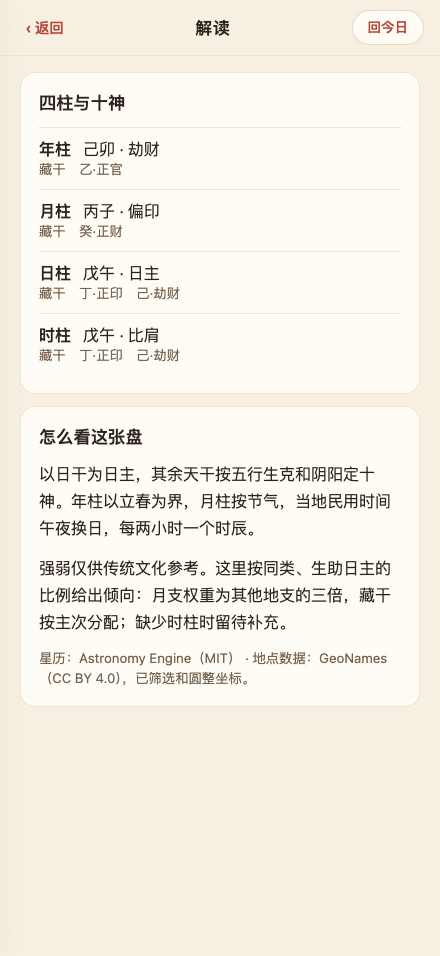 ‹ 返回
解读
回今日
四柱与十神
年柱 己卯 · 劫财
藏干 乙·正官
月柱 丙子 · 偏印
藏干 癸·正财
日柱 戊午 · 日主
藏干 丁·正印 己·劫财
时柱 戊午 · 比肩
藏干 丁·正印 己·劫财
怎么看这张盘
以日干为日主，其余天干按五行生克和阴阳定十
神。年柱以立春为界，月柱按节气，当地民用时间
午夜换日，每两小时一个时辰。
强弱仅供传统文化参考。这里按同类、生助日主的
比例给出倾向：月支权重为其他地支的三倍，藏干
按主次分配；缺少时柱时留待补充。
星历：Astronomy Engine（MIT） · 地点数据：GeoNames
（CC BY 4.0），已筛选和圆整坐标。